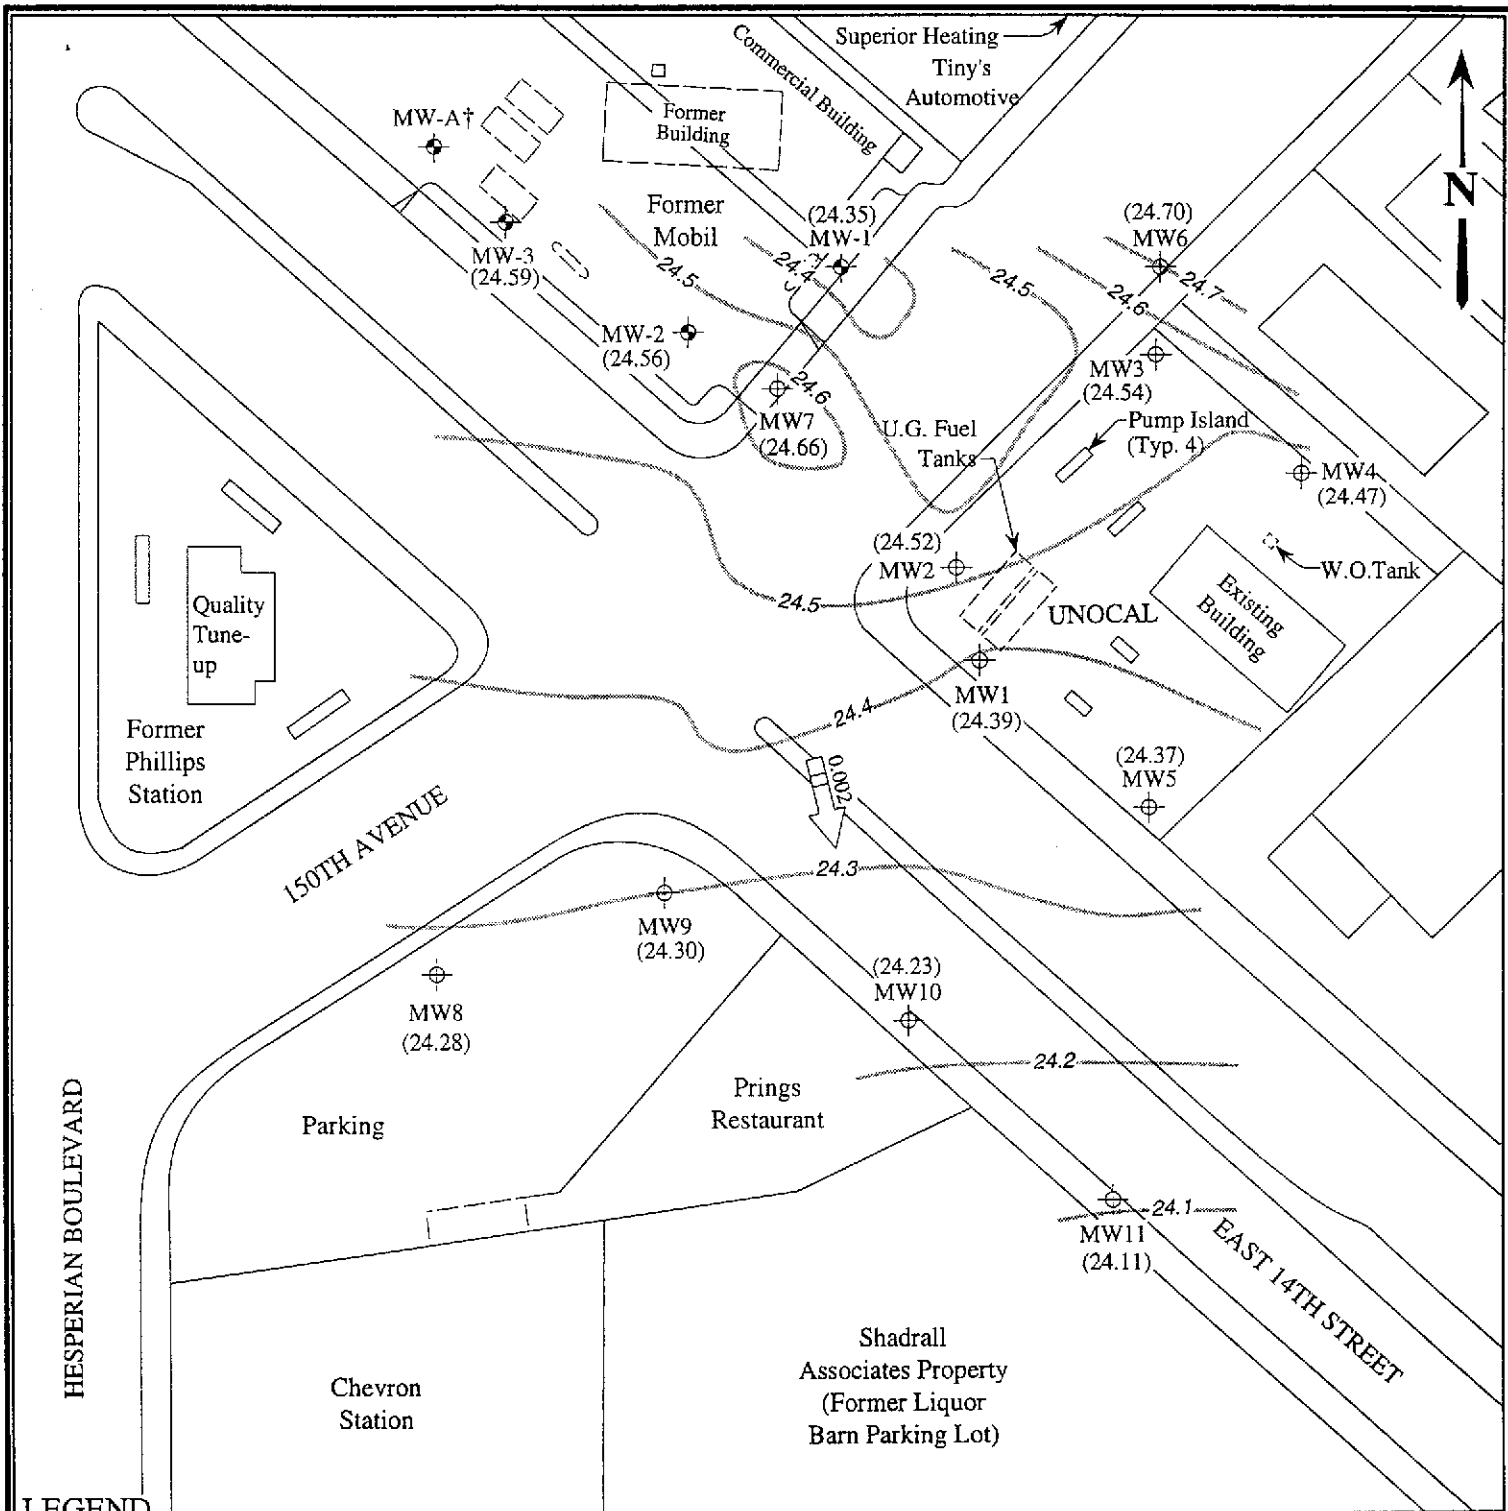 Superior Heating
Tiny's
Automotive
Commercial Building
Former
Building
MW-A†
N
Former
Mobil
(24.35)
MW-1
(24.70)
MW6
MW-3
(24.59)
24.5
24.4
24.5
24.6
24.7
MW-2
(24.56)
MW3
(24.54)
24.6
MW7
(24.66)
U.G. Fuel
Tanks
Pump Island
(Typ. 4)
MW4
(24.47)
(24.52)
MW2
W.O.Tank
Quality
Tune-
up
24.5
UNOCAL
Existing
Building
MW1
(24.39)
24.4
Former
Phillips
Station
(24.37)
MW5
0.002
150TH AVENUE
24.3
MW9
(24.30)
(24.23)
MW10
MW8
(24.28)
24.2
Prings
Restaurant
Parking
HESPERIAN BOULEVARD
24.1
MW11
(24.11)
EAST 14TH STREET
Shadrall
Associates Property
(Former Liquor
Barn Parking Lot)
Chevron
Station
LEGEND